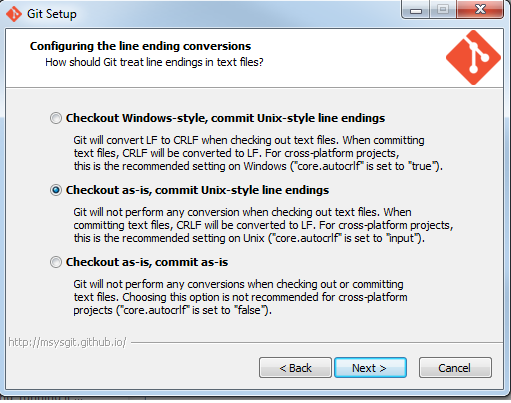 Git Setup
Configuring the line ending conversions
How should Git treat line endings in text files?
Checkout Windows-style, commit Unix-style line endings
Git will convert LF to CRLF when checking out text files. When committing
text files, CRLF will be converted to LF. For cross-platform projects,
this is the recommended setting on Windows ("core.autocrlf" is set to "true").
Checkout as-is, commit Unix-style line endings
Git will not perform any conversion when checking out text files. When
committing text files, CRLF will be converted to LF. For cross-platform projects,
this is the recommended setting on Unix ("core.autocrlf" is set to "input").
Checkout as-is, commit as-is
Git will not perform any conversions when checking out or committing
text files. Choosing this option is not recommended for cross-platform
projects ("core.autocrlf" is set to "false").
http://msysgit.github.io/
< Back
Next >
Cancel